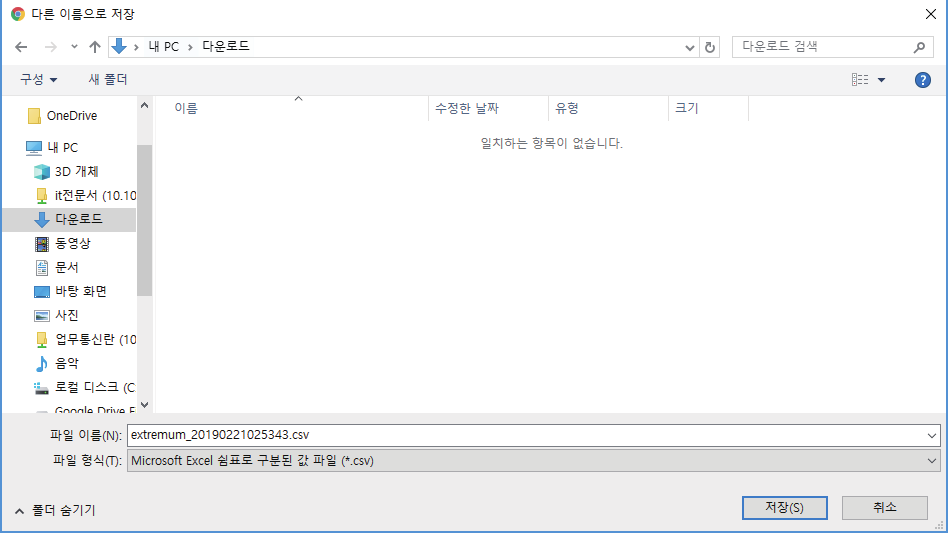 다른 이름으로 저장
내 PC
다운로드
다운로드 검색
구성
새 폴더
이름
수정한 날짜
유형
크기
일치하는 항목이 없습니다.
OneDrive
내 PC
3D 개체
it전문서 (10.10
다운로드
동영상
문서
바탕 화면
사진
업무통신란 (10
음악
로컬 디스크 (C:
Google Drive F
파일 이름(N):
extremum_20190221025343.csv
파일 형식(T):
Microsoft Excel 쉼표로 구분된 값 파일 (*.csv)
폴더 숨기기
저장(S)
취소